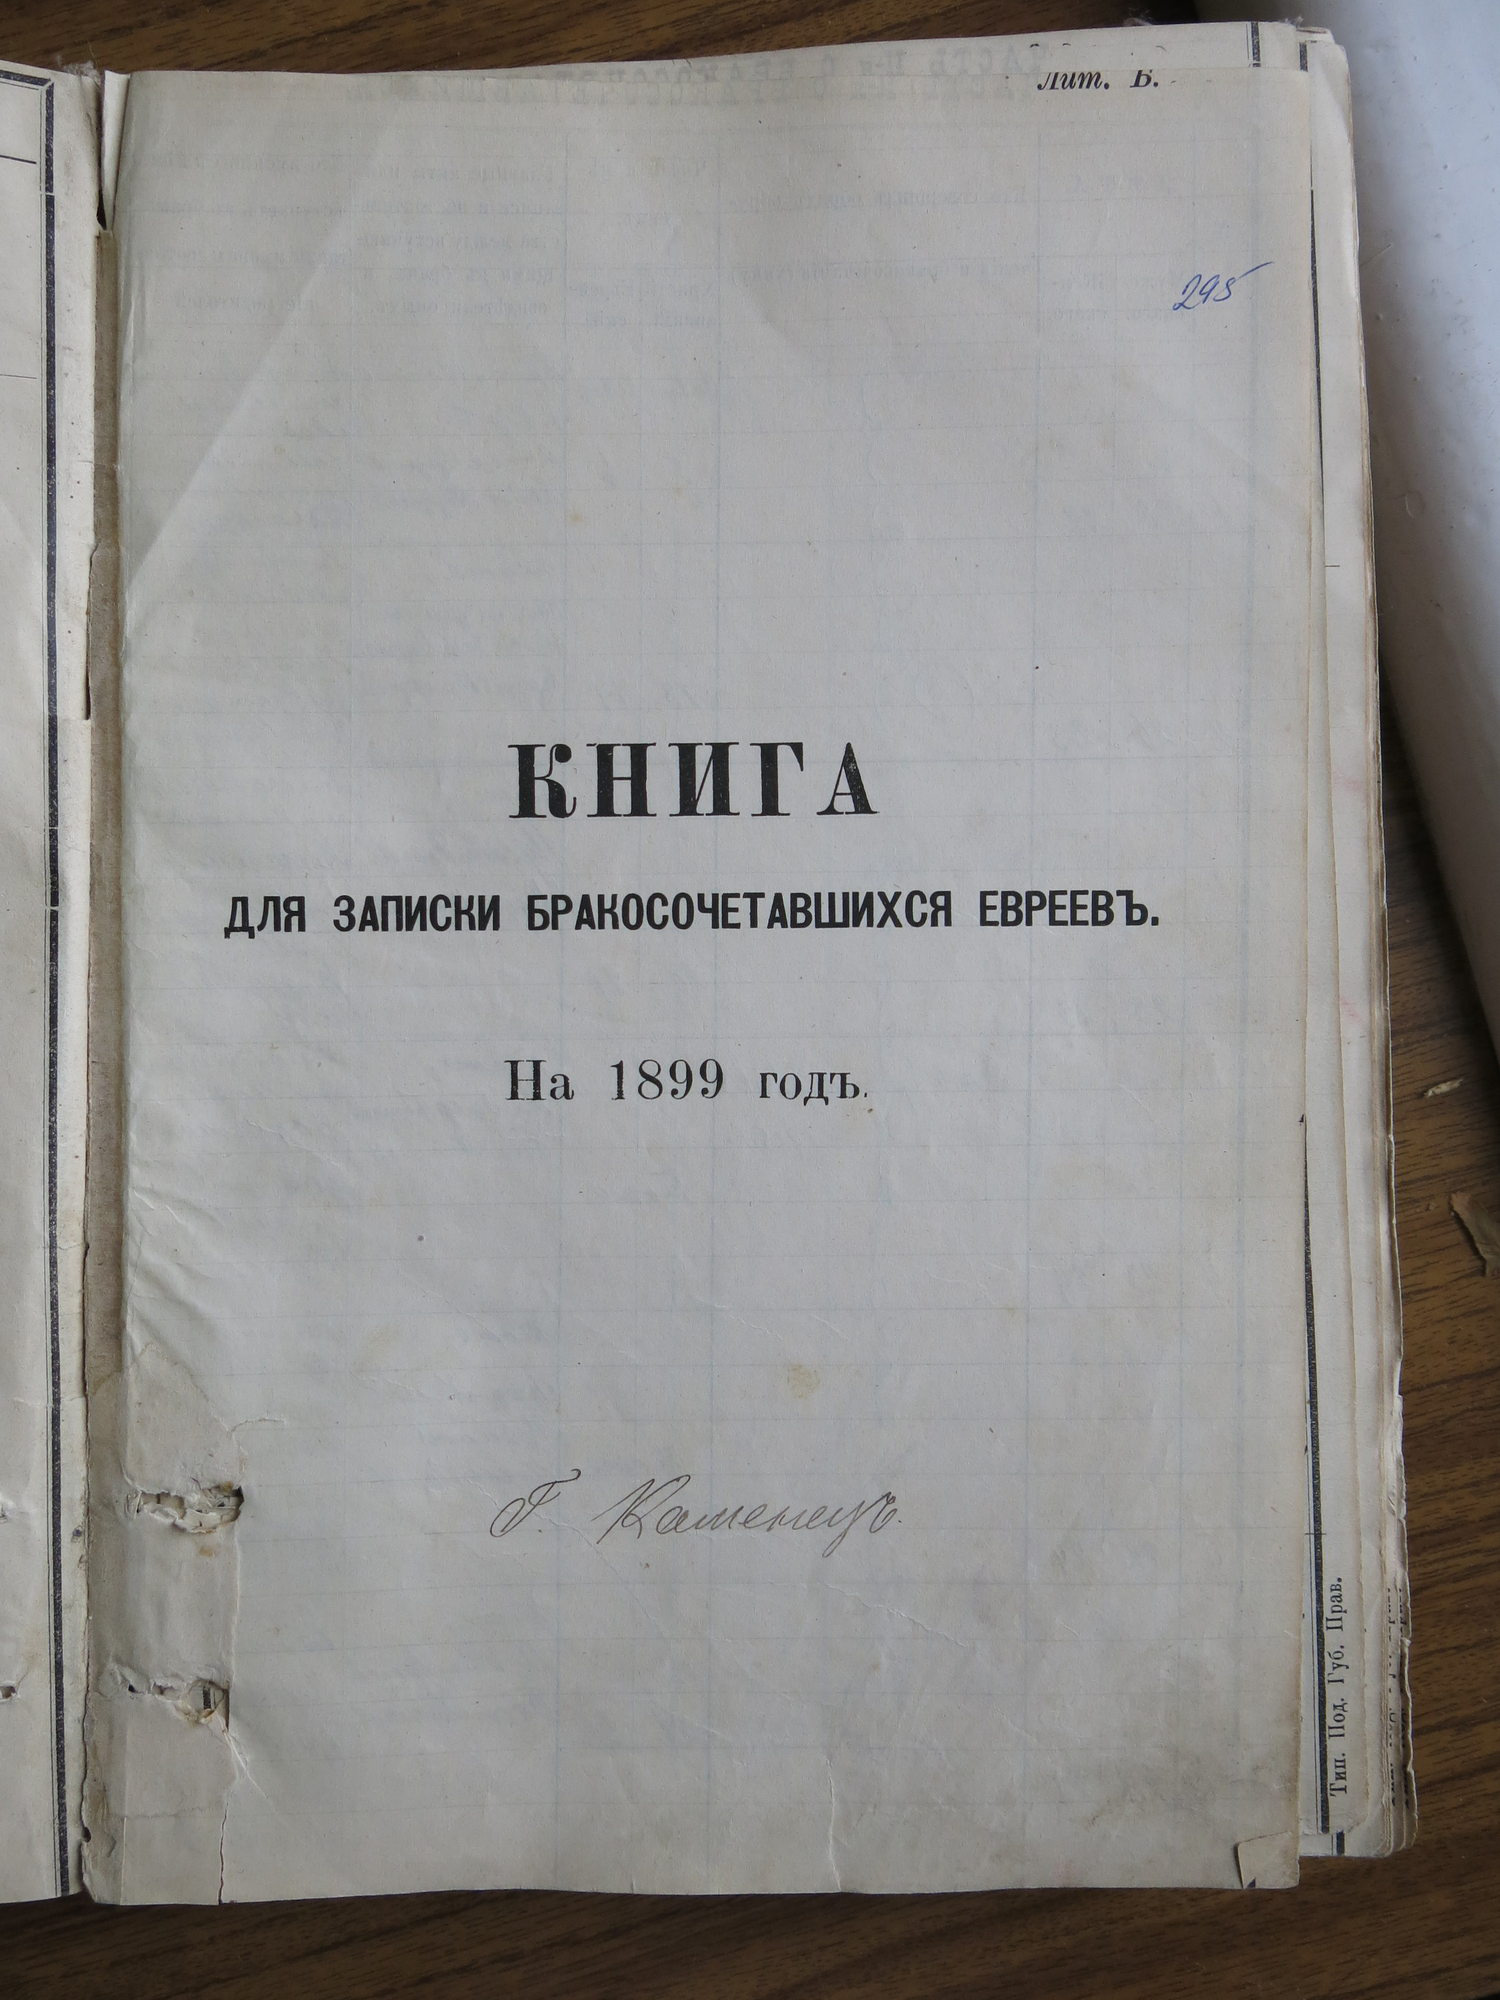 Лит. Б.
295
КНИГА
ДЛЯ ЗАПИСКИ БРАКОСОЧЕТАВШИХСЯ ЕВРЕЕВЪ.
На 1899 годъ.
Г. Каменецъ.
Тип. Под. Губ. Прав.